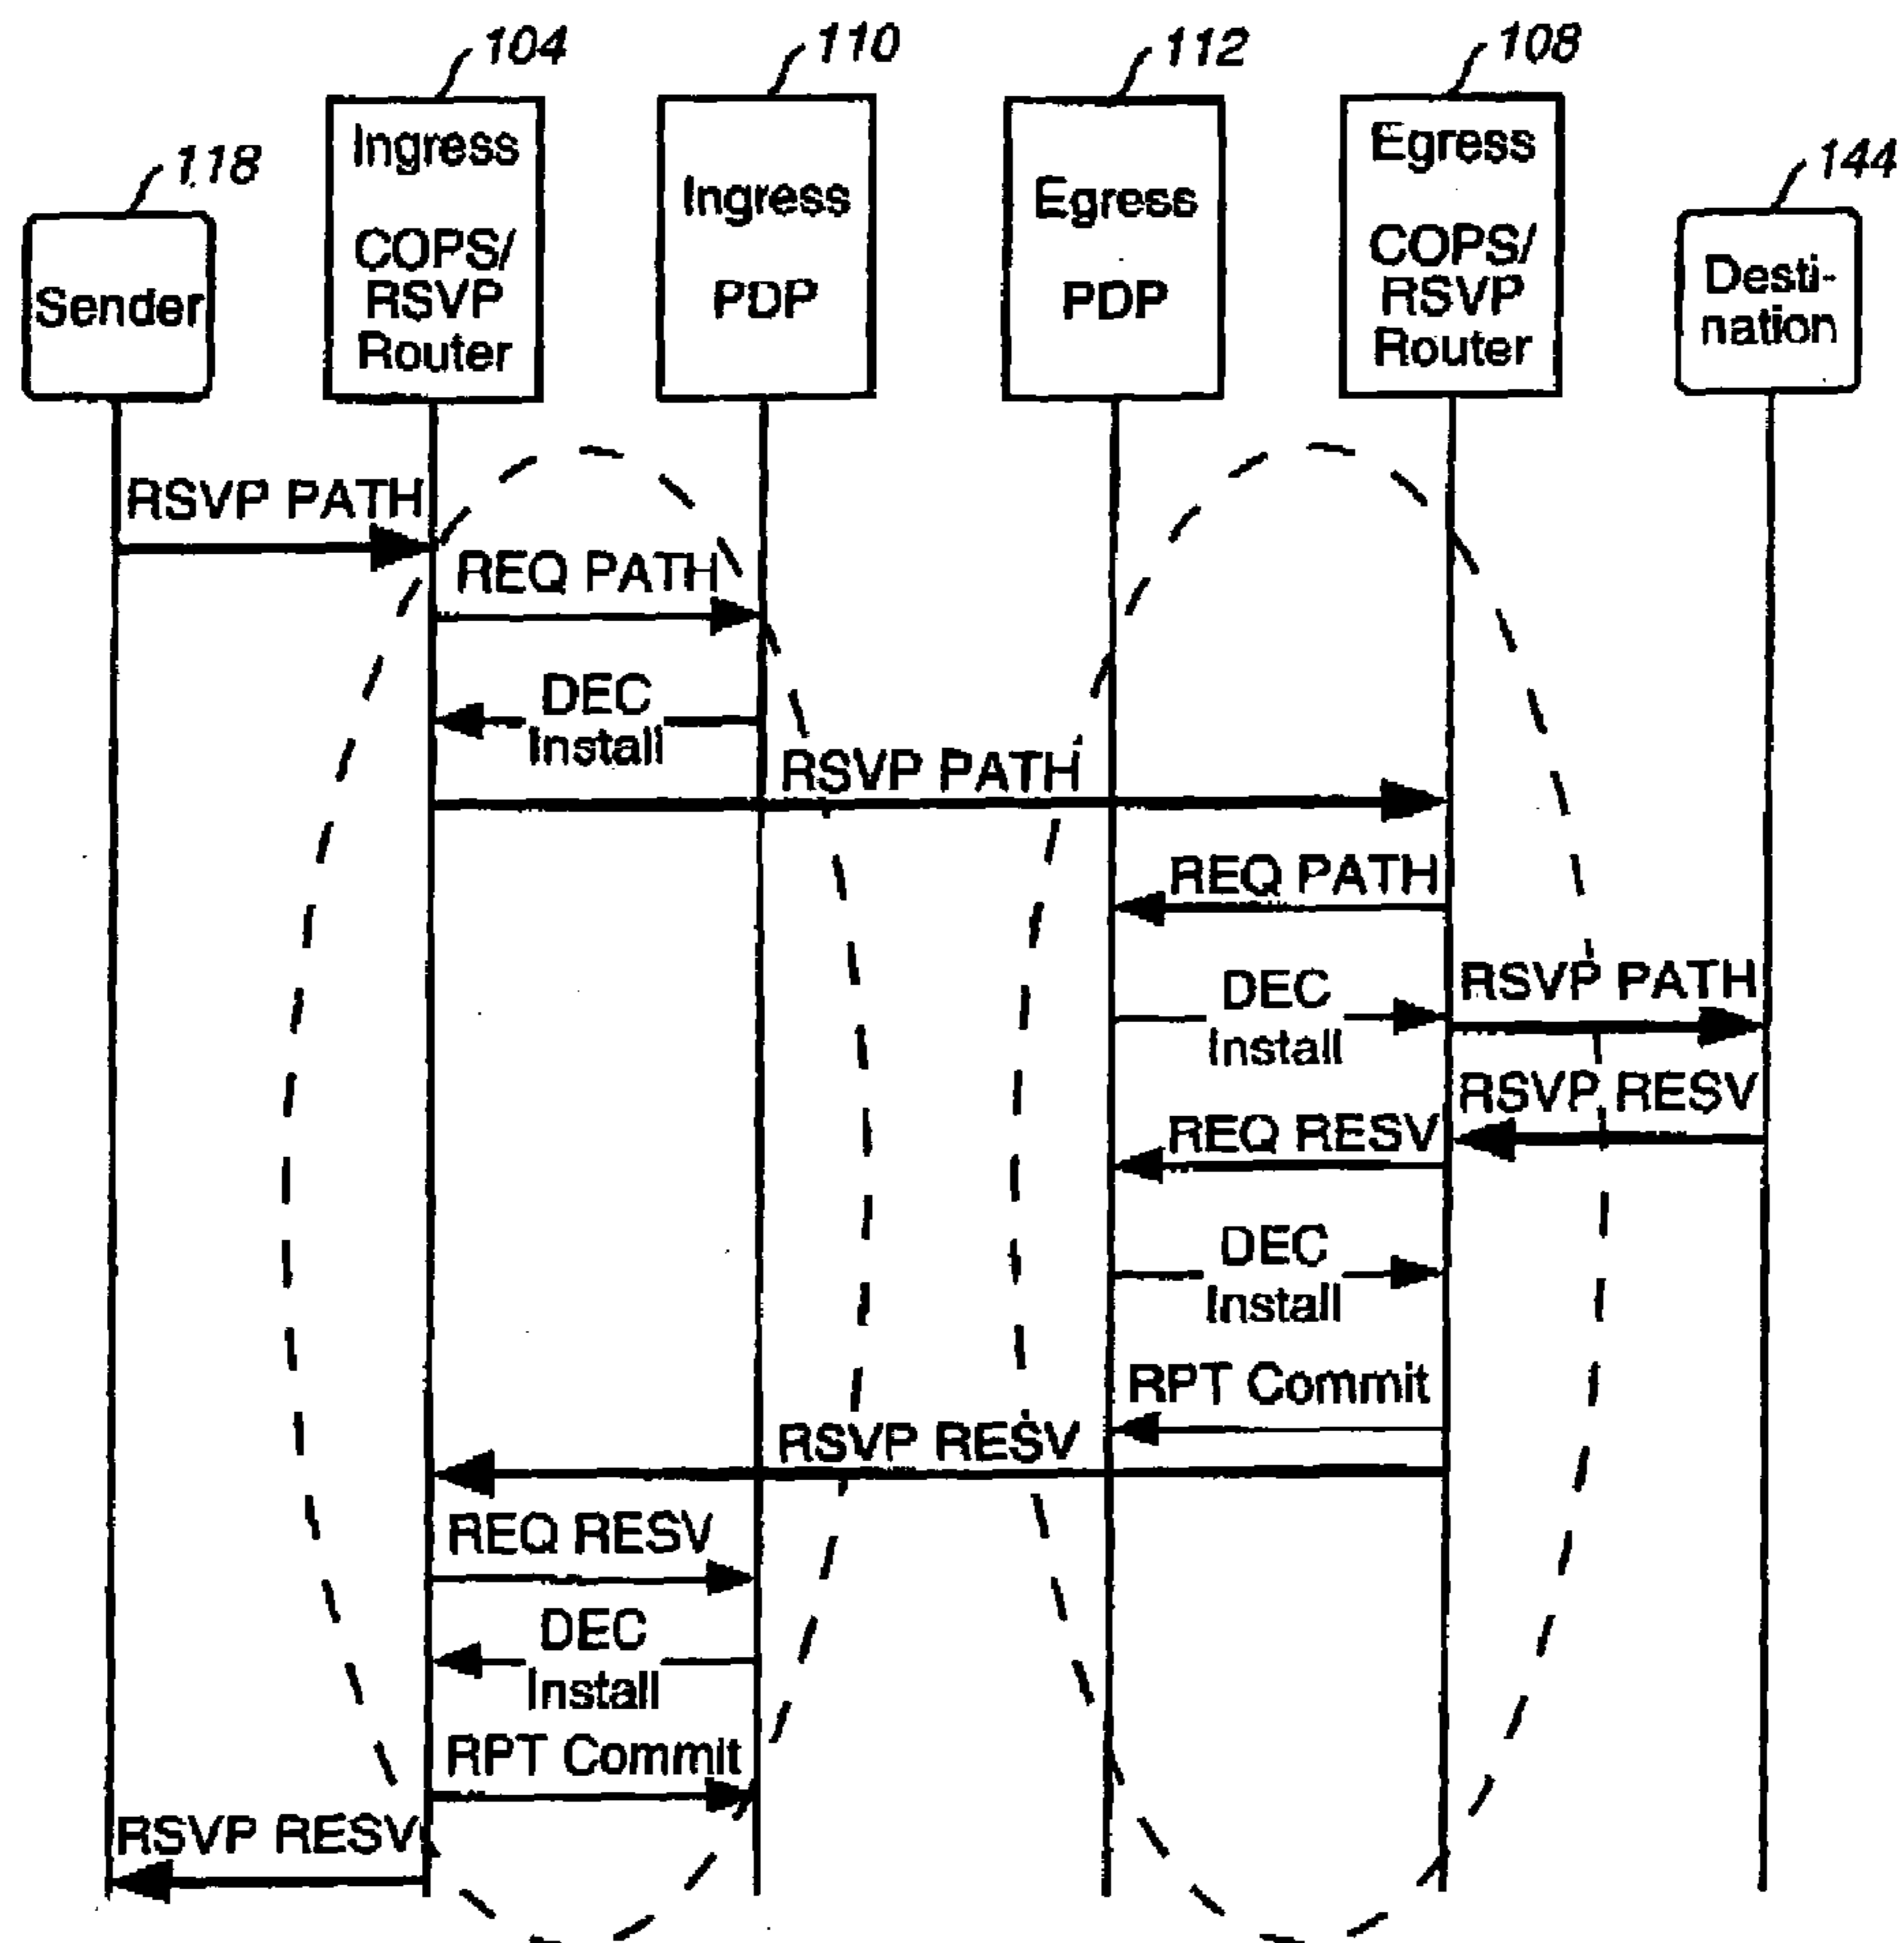 104
110
112
108
118
144
Ingress
COPS/
RSVP
Router
Ingress
PDP
Egress
PDP
Egress
COPS/
RSVP
Router
Sender
Desti-
nation
RSVP PATH
REQ PATH
DEC
Install
RSVP PATH
REQ PATH
DEC
Install
RSVP PATH
RSVP RESV
REQ RESV
DEC
Install
RPT Commit
RSVP RESV
REQ RESV
DEC
Install
RPT Commit
RSVP RESV